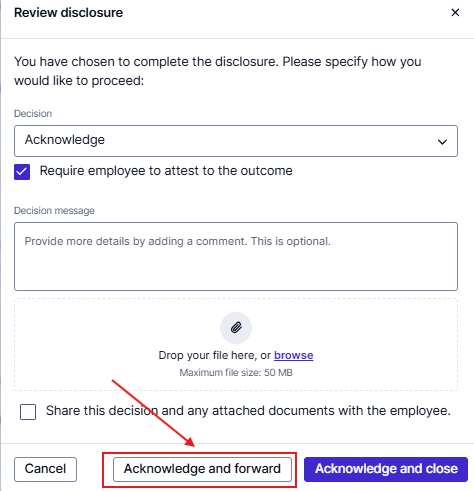 Review disclosure
You have chosen to complete the disclosure. Please specify how you
would like to proceed:
Decision
Acknowledge
Require employee to attest to the outcome
Decision message
Provide more details by adding a comment. This is optional.
Drop your file here, or browse
Maximum file size: 50 MB
Share this decision and any attached documents with the employee.
Cancel
Acknowledge and forward
Acknowledge and close